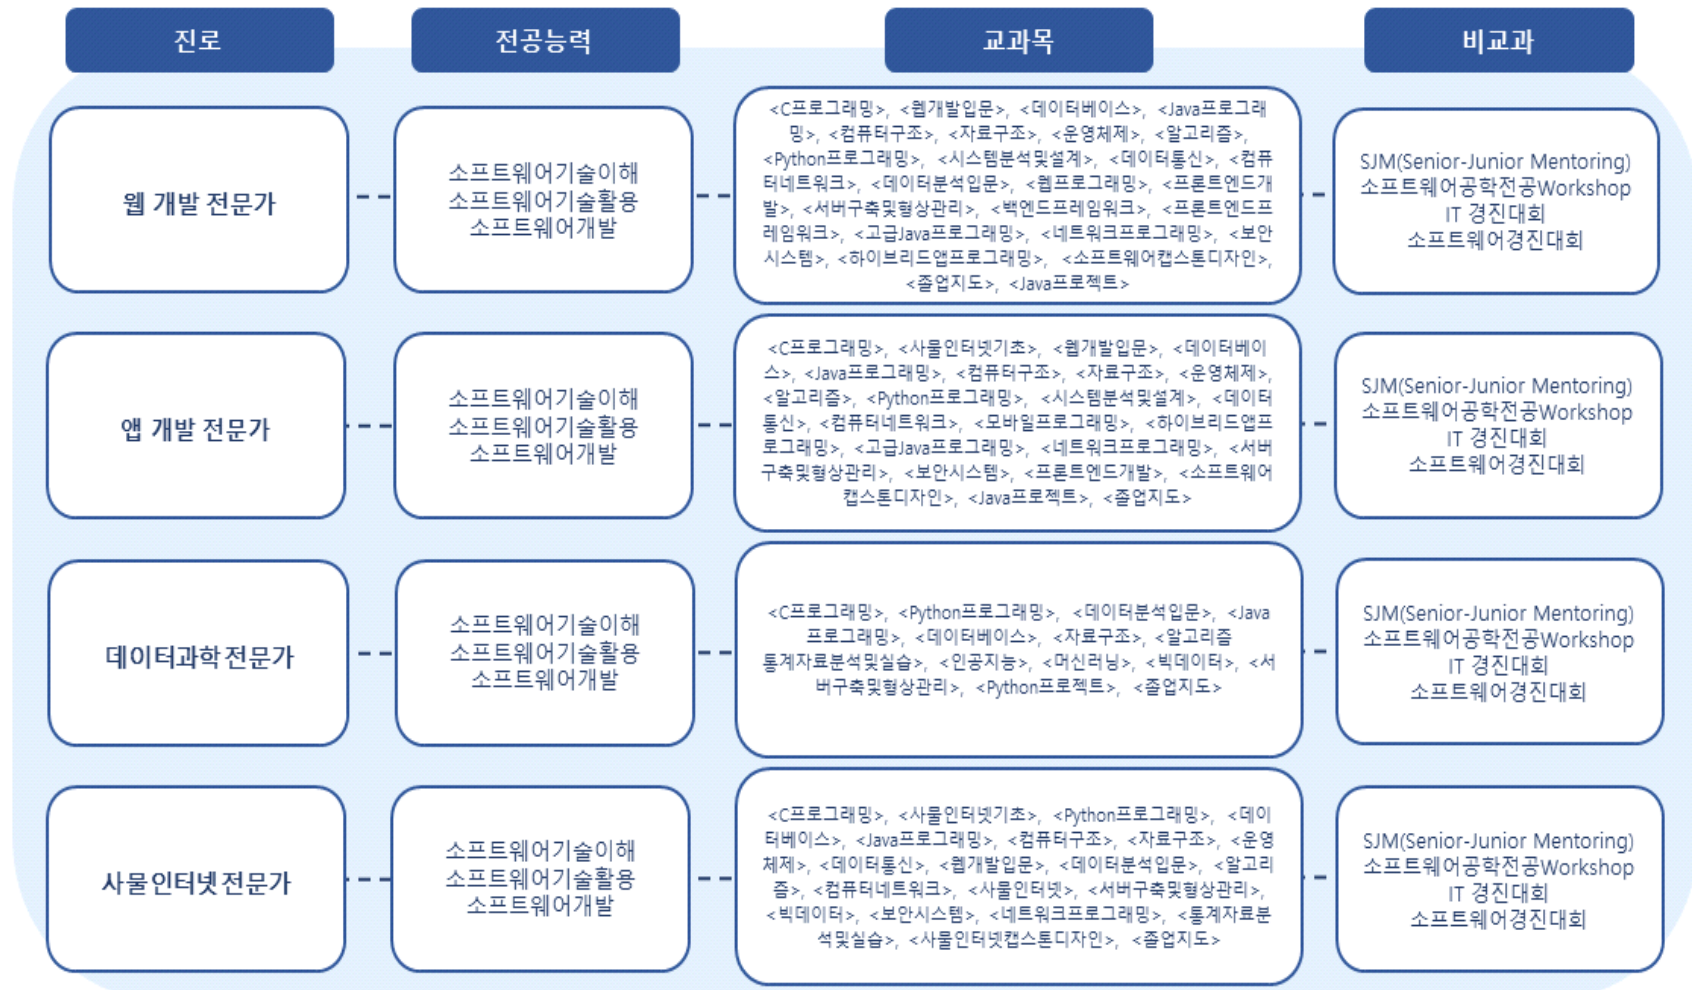 진로
전공능력
교과목
비교과
웹 개발 전문가
소프트웨어기술이해
소프트웨어기술활용
소프트웨어개발
<C프로그래밍>, <웹개발입문>, <데이터베이스>, <Java프로그래
밍>, <컴퓨터구조>, <자료구조>, <운영체제>, <알고리즘>,
<Python프로그래밍>, <시스템분석및설계>, <데이터통신>, <컴퓨
터네트워크>, <데이터분석입문>, <웹프로그래밍>, <프론트엔드개
발>, <서버구축및형상관리>, <백엔드프레임워크>, <프론트엔드프
레임워크>, <고급Java프로그래밍>, <네트워크프로그래밍>, <보안
시스템>, <하이브리드앱프로그래밍>, <소프트웨어캡스톤디자인>,
<졸업지도>, <Java프로젝트>
SJM(Senior-Junior Mentoring)
소프트웨어공학전공Workshop
IT 경진대회
소프트웨어경진대회
앱 개발 전문가
소프트웨어기술이해
소프트웨어기술활용
소프트웨어개발
<C프로그래밍>, <사물인터넷기초>, <웹개발입문>, <데이터베이
스>, <Java프로그래밍>, <컴퓨터구조>, <자료구조>, <운영체제>,
<알고리즘>, <Python프로그래밍>, <시스템분석및설계>, <데이터
통신>, <컴퓨터네트워크>, <모바일프로그래밍>, <하이브리드앱프
로그래밍>, <고급Java프로그래밍>, <네트워크프로그래밍>, <서버
구축및형상관리>, <보안시스템>, <프론트엔드개발>, <소프트웨어
캡스톤디자인>, <Java프로젝트>, <졸업지도>
SJM(Senior-Junior Mentoring)
소프트웨어공학전공Workshop
IT 경진대회
소프트웨어경진대회
데이터과학전문가
소프트웨어기술이해
소프트웨어기술활용
소프트웨어개발
<C프로그래밍>, <Python프로그래밍>, <데이터분석입문>, <Java
프로그래밍>, <데이터베이스>, <자료구조>, <알고리즘
통계자료분석및실습>, <인공지능>, <머신러닝>, <빅데이터>, <서
버구축및형상관리>, <Python프로젝트>, <졸업지도>
SJM(Senior-Junior Mentoring)
소프트웨어공학전공Workshop
IT 경진대회
소프트웨어경진대회
사물인터넷전문가
소프트웨어기술이해
소프트웨어기술활용
소프트웨어개발
<C프로그래밍>, <사물인터넷기초>, <Python프로그래밍>, <데이
터베이스>, <Java프로그래밍>, <컴퓨터구조>, <자료구조>, <운영
체제>, <데이터통신>, <웹개발입문>, <데이터분석입문>, <알고리
즘>, <컴퓨터네트워크>, <사물인터넷>, <서버구축및형상관리>,
<빅데이터>, <보안시스템>, <네트워크프로그래밍>, <통계자료분
석및실습>, <사물인터넷캡스톤디자인>, <졸업지도>
SJM(Senior-Junior Mentoring)
소프트웨어공학전공Workshop
IT 경진대회
소프트웨어경진대회